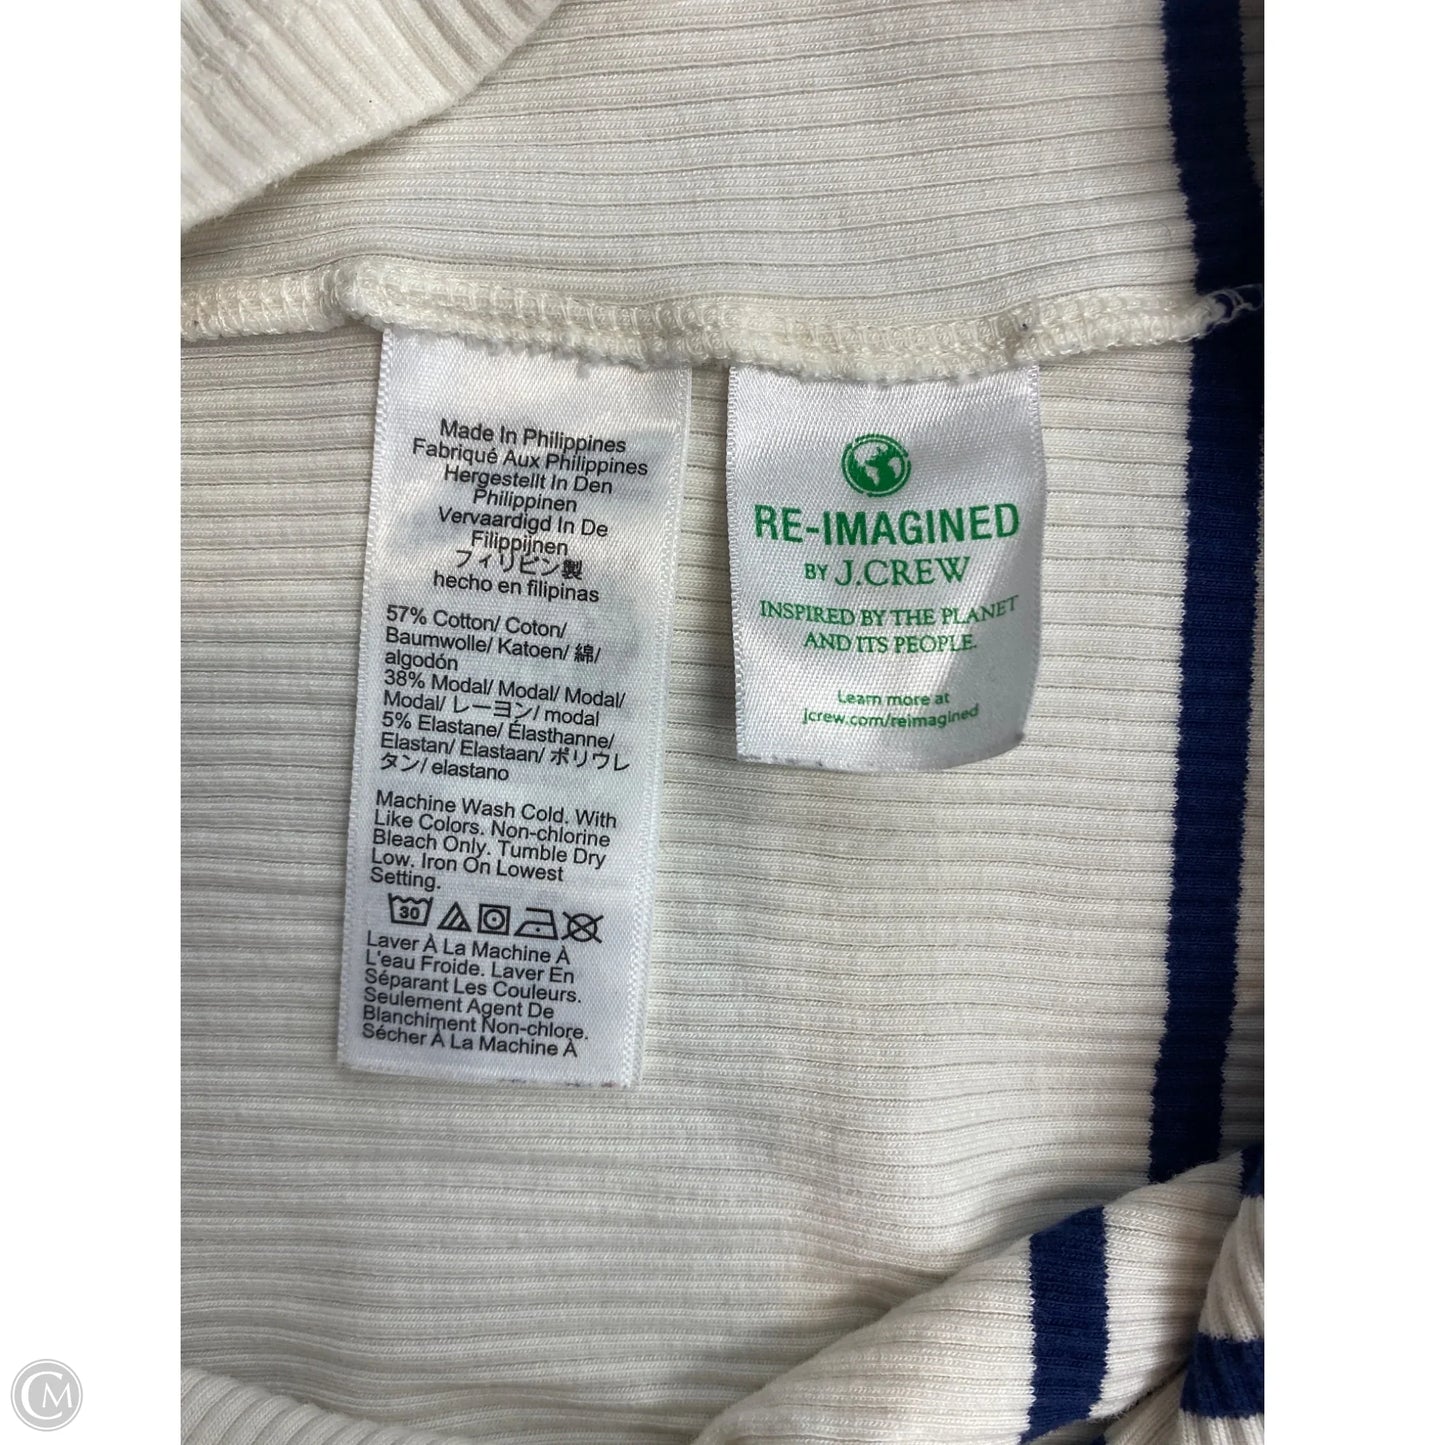 Made In Philippines
Fabriqué Aux Philippines
Hergestellt In Den
Philippinen
Vervaardigd In De
Filippijnen
フィリピン製
hecho en filipinas
57% Cotton/ Coton/
Baumwolle/ Katoen/ 綿/
algodón
38% Modal/ Modal/ Modal/
Modal/ レーヨン/ modal
5% Elastane/ Élasthanne/
Elastan/ Elastaan/ ポリウレ
タン/ elastano
Machine Wash Cold. With
Like Colors. Non-chlorine
Bleach Only. Tumble Dry
Low. Iron On Lowest
Setting.
30
Laver À La Machine À
L'eau Froide. Laver En
Séparant Les Couleurs.
Seulement Agent De
Blanchiment Non-chlore.
Sécher À La Machine À
RE-IMAGINED
BY J.CREW
INSPIRED BY THE PLANET
AND ITS PEOPLE.
Learn more at
jcrew.com/reimagined
CM